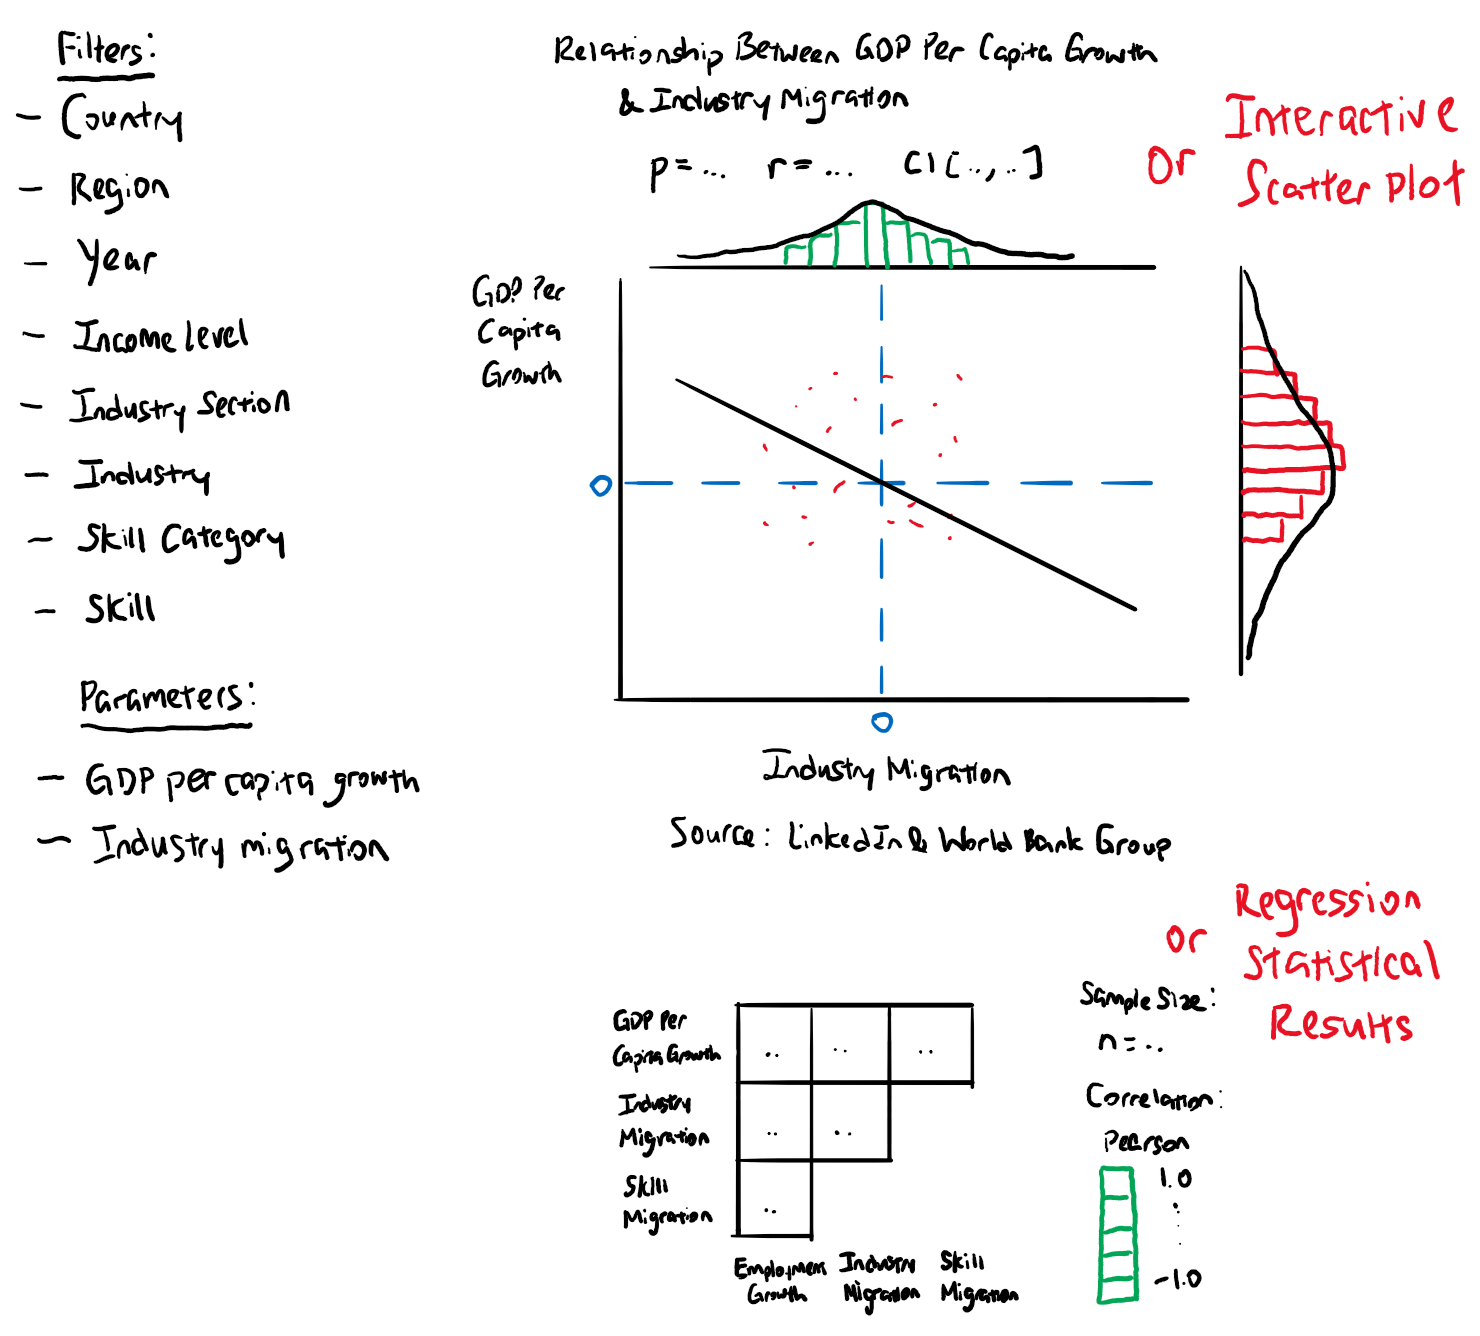 Filters:
- Country
- Region
- Year
- Income level
- Industry Section
- Industry
- Skill Category
- Skill
Parameters:
- GDP per capita growth
- Industry migration
Relationship Between GDP Per Capita Growth
& Industry Migration
p=... r=... CI [..,..]
or Interactive
Scatter plot
GDP Per
Capita
Growth
0
0
Industry Migration
Source: LinkedIn & World Bank Group
or Regression
Statistical
Results
GDP Per
Capita Growth
.. .. ..
Industry
Migration
.. ..
Skill
Migration
..
Employment
Growth
Industry
Migration
Skill
Migration
Sample Size:
n=..
Correlation:
Pearson
1.0
-1.0